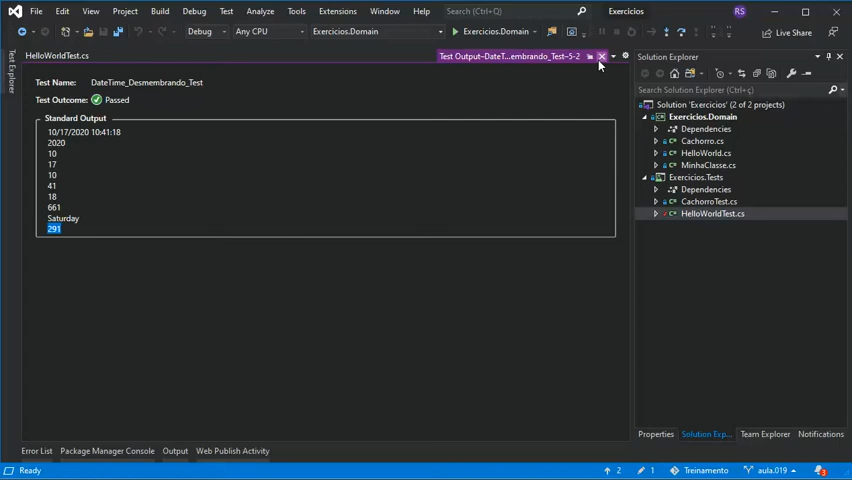 File Edit View Project Build Debug Test Analyze Tools Extensions Window Help Search (Ctrl+Q) Exercicios RS
Debug Any CPU Exercicios.Domain Exercicios.Domain Live Share
Test Explorer
HelloWorldTest.cs Test Output-DateT...embrando_Test-5-2
Test Name: DateTime_Desmembrando_Test
Test Outcome: Passed
Standard Output
10/17/2020 10:41:18
2020
10
17
10
41
18
661
Saturday
291
Solution Explorer
Search Solution Explorer (Ctrl+ç)
Solution 'Exercicios' (2 of 2 projects)
Exercicios.Domain
Dependencies
Cachorro.cs
HelloWorld.cs
MinhaClasse.cs
Exercicios.Tests
Dependencies
CachorroTest.cs
HelloWorldTest.cs
Properties Solution Exp... Team Explorer Notifications
Error List Package Manager Console Output Web Publish Activity
Ready 2 1 Treinamento aula.019 3